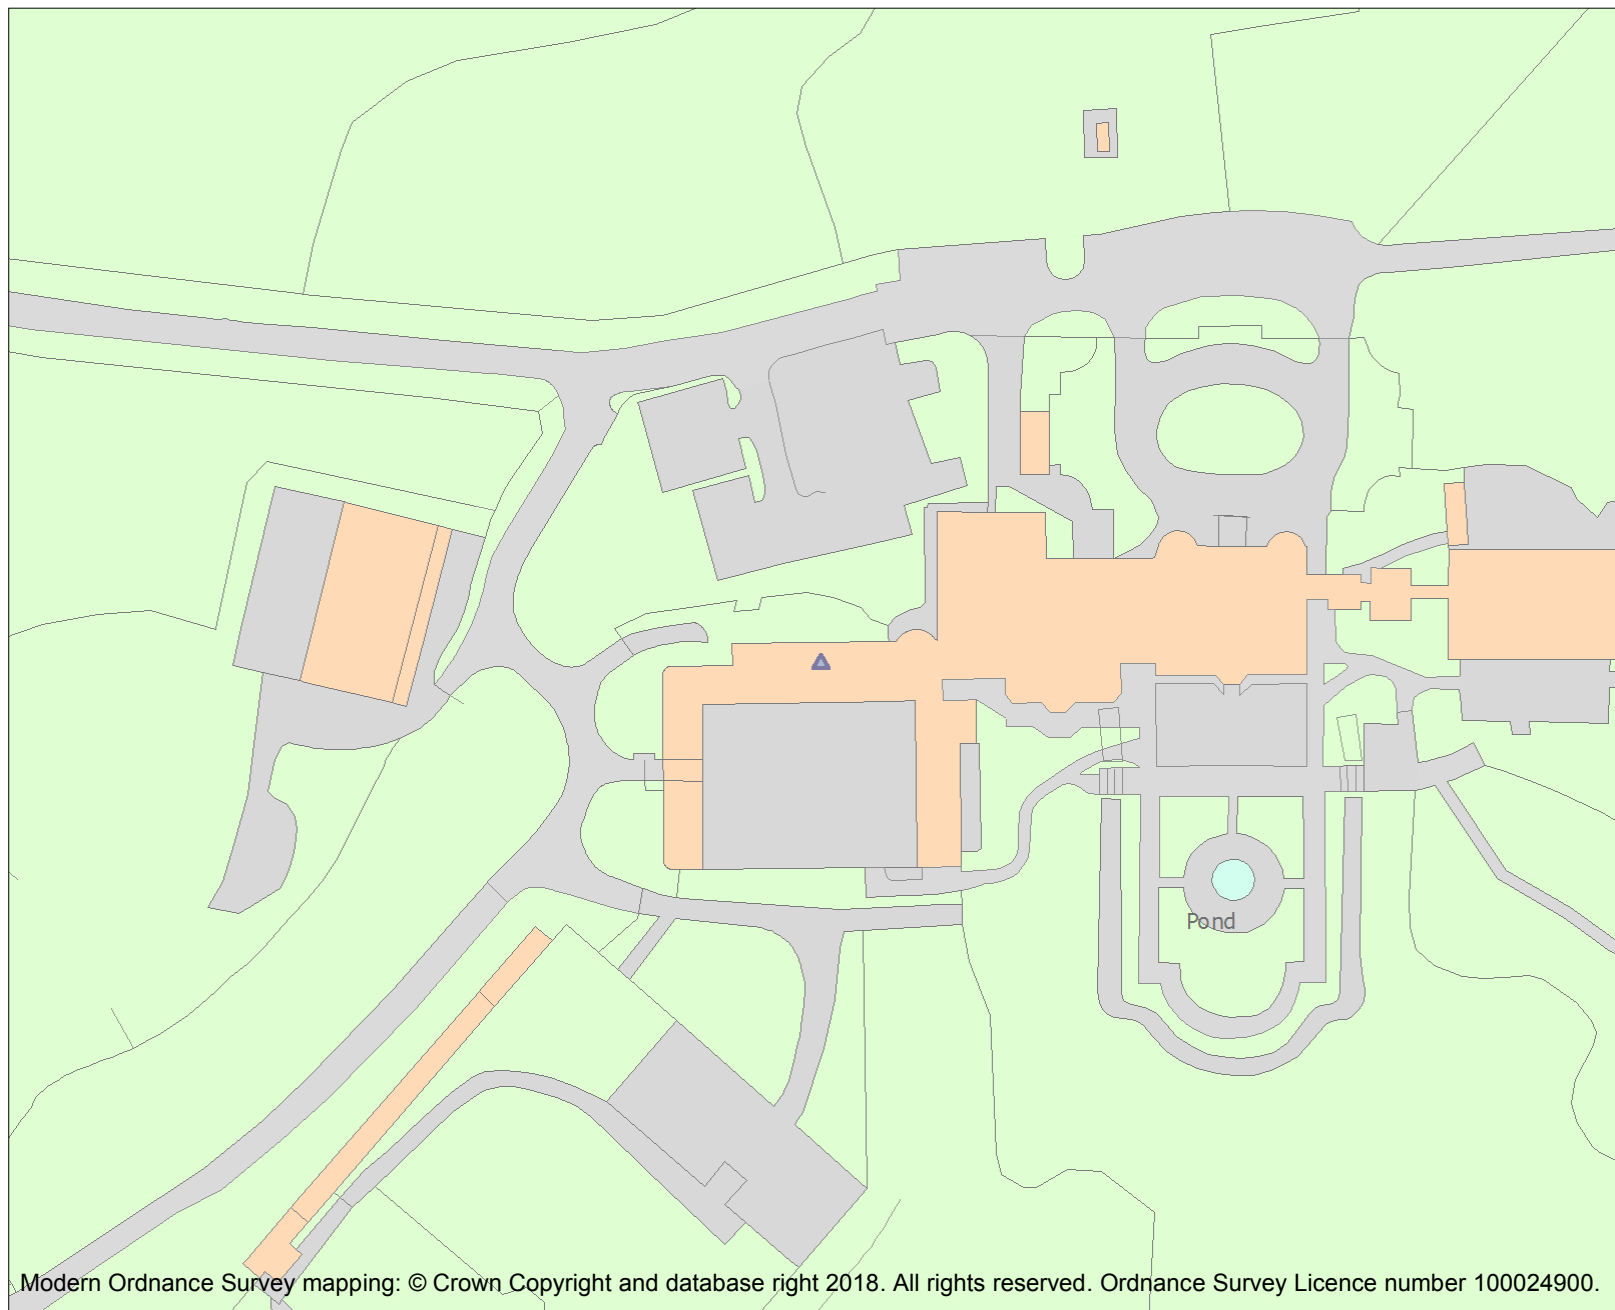 Pond
Modern Ordnance Survey mapping: © Crown Copyright and database right 2018. All rights reserved. Ordnance Survey Licence number 100024900.